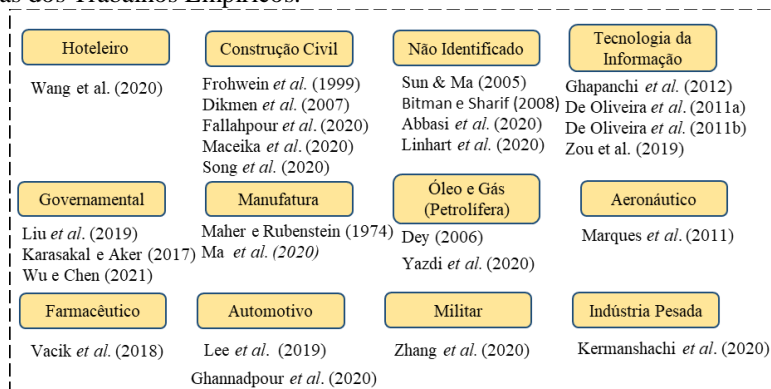 as dos Trabalhos Empíricos.
Hoteleiro
Wang et al. (2020)
Construção Civil
Frohwein et al. (1999)
Dikmen et al. (2007)
Fallahpour et al. (2020)
Maceika et al. (2020)
Song et al. (2020)
Não Identificado
Sun & Ma (2005)
Bitman e Sharif (2008)
Abbasi et al. (2020)
Linhart et al. (2020)
Tecnologia da
Informação
Ghapanchi et al. (2012)
De Oliveira et al. (2011a)
De Oliveira et al. (2011b)
Zou et al. (2019)
Governamental
Liu et al. (2019)
Karasakal e Aker (2017)
Wu e Chen (2021)
Manufatura
Maher e Rubenstein (1974)
Ma et al. (2020)
Óleo e Gás
(Petrolífera)
Dey (2006)
Yazdi et al. (2020)
Aeronáutico
Marques et al. (2011)
Farmacêutico
Vacik et al. (2018)
Automotivo
Lee et al. (2019)
Ghannadpour et al. (2020)
Militar
Zhang et al. (2020)
Indústria Pesada
Kermanshachi et al. (2020)